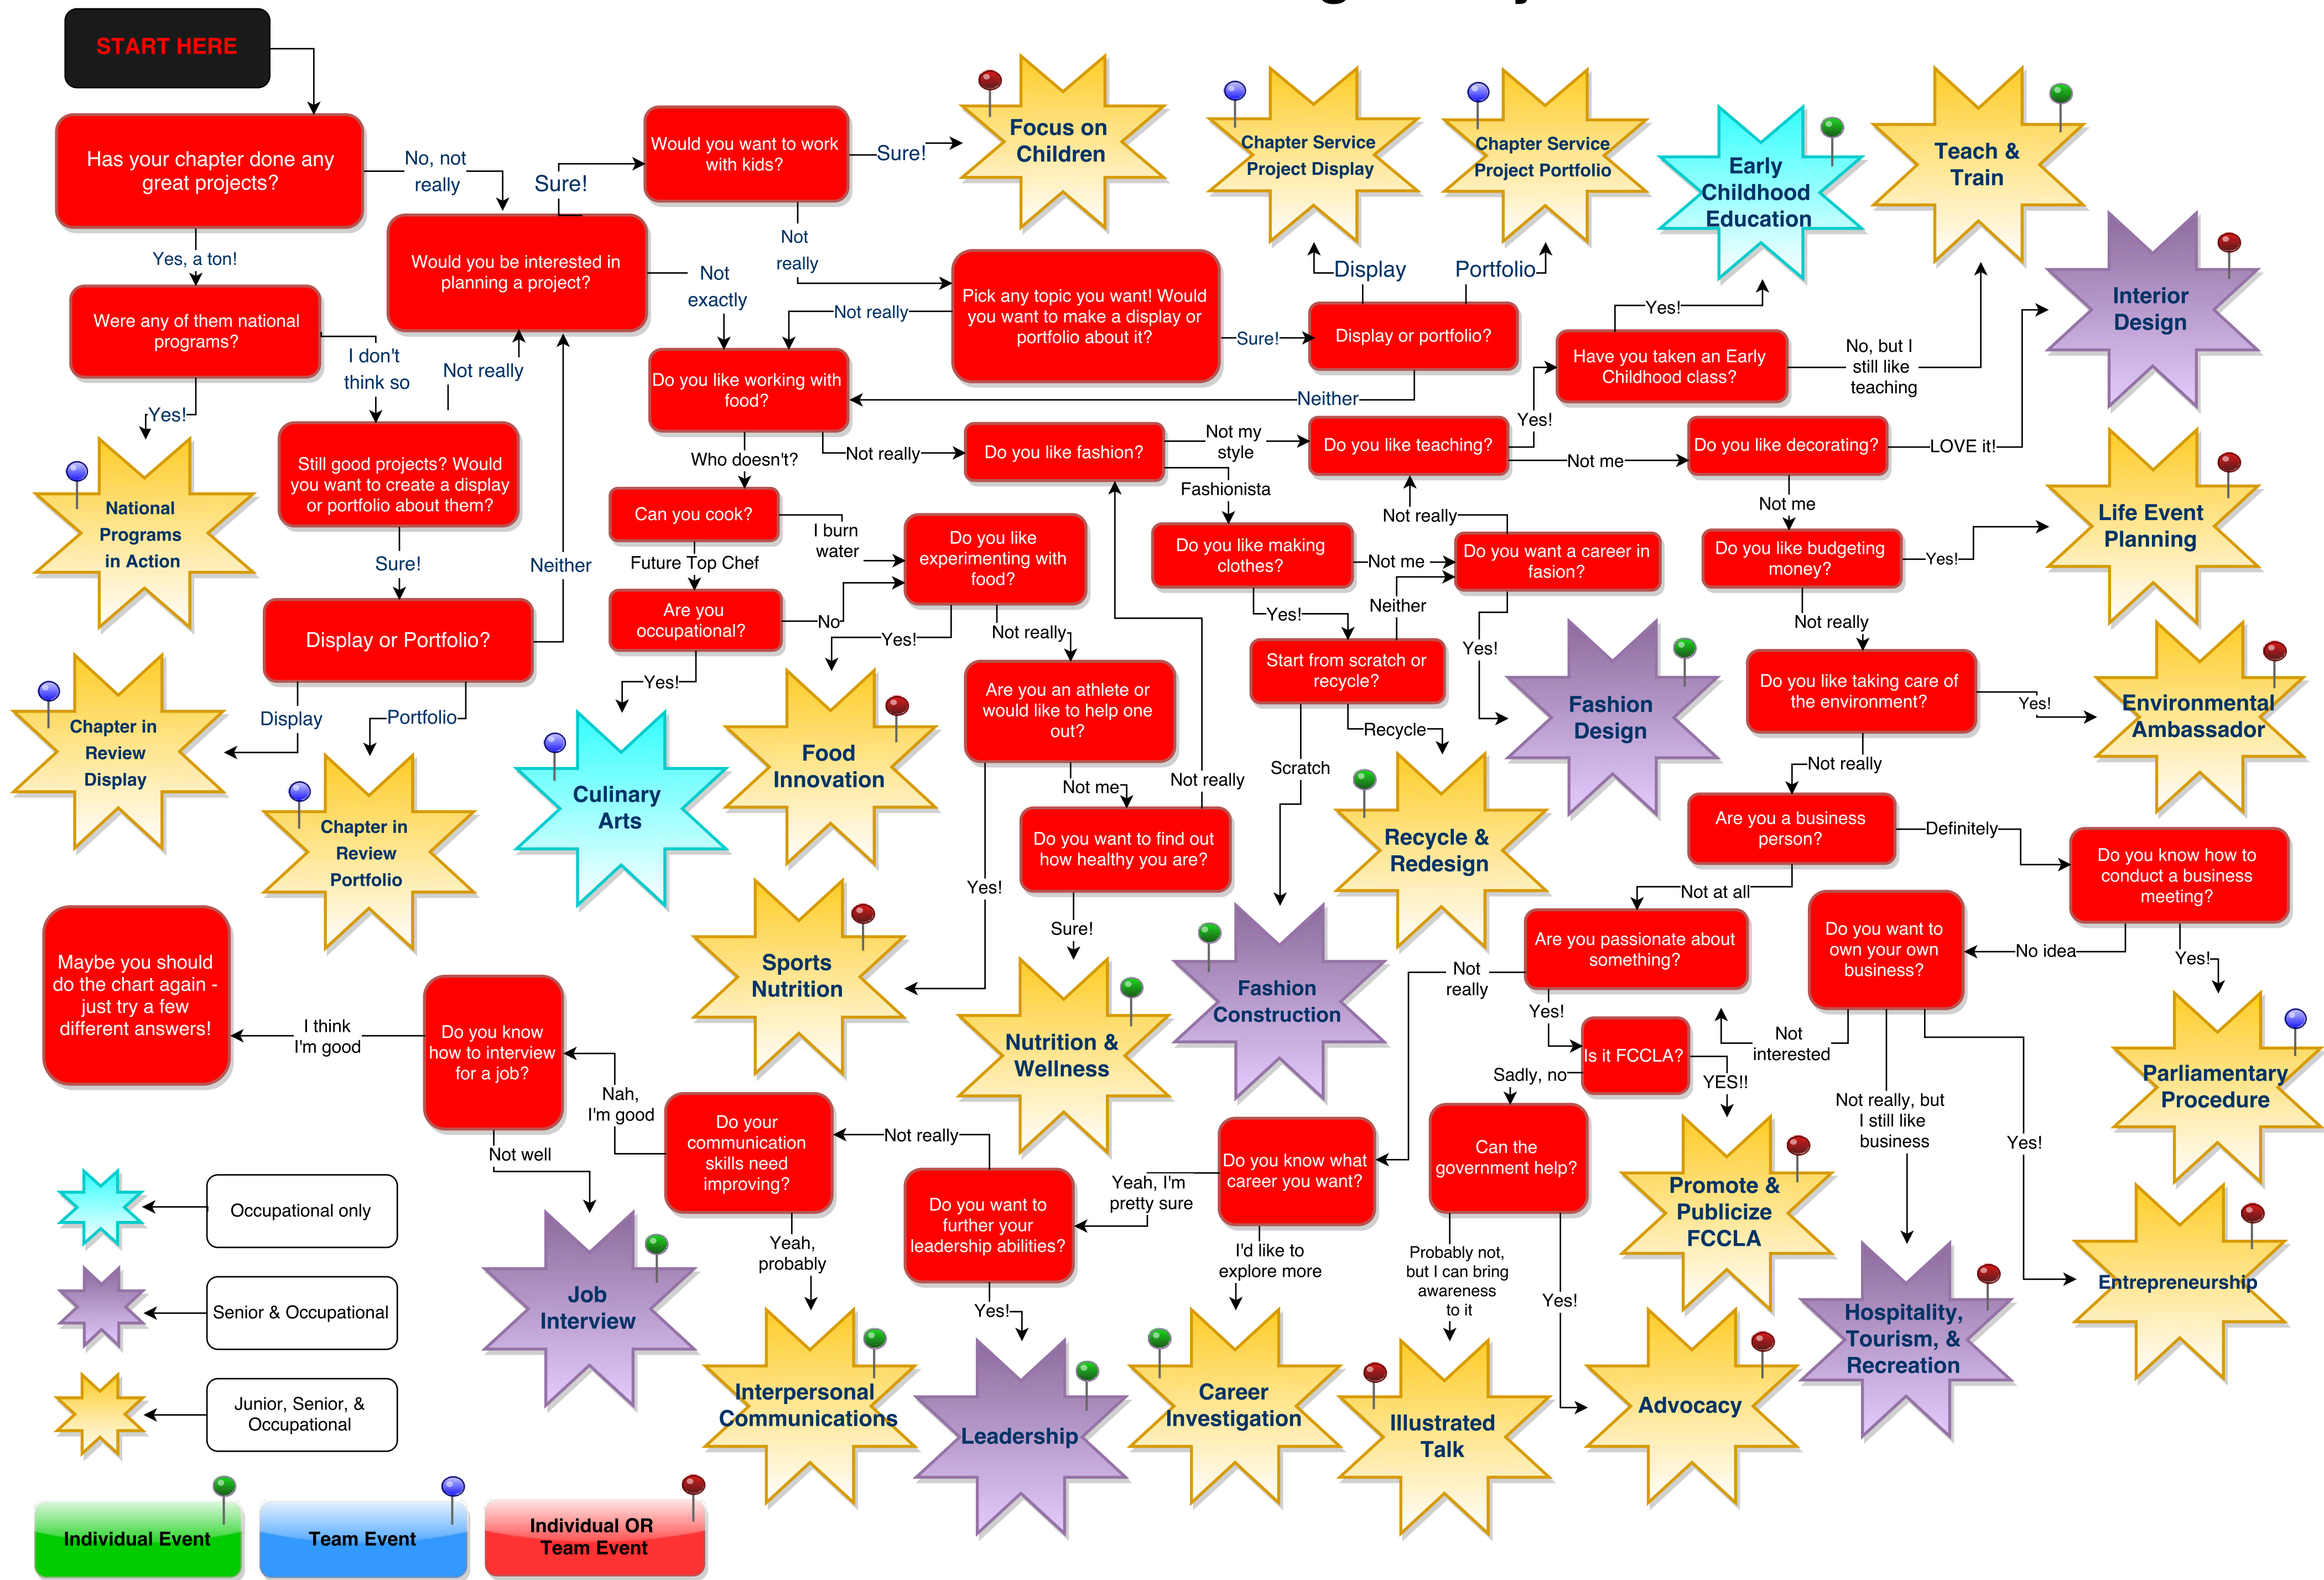 START HERE
Has your chapter done any
great projects?
No, not
really
Yes, a ton!
Were any of them national
programs?
I don't
think so
Yes!
National
Programs
in Action
Still good projects? Would
you want to create a display
or portfolio about them?
Not really
Sure!
Display or Portfolio?
Neither
Display
Portfolio
Chapter in
Review
Display
Chapter in
Review
Portfolio
Would you be interested in
planning a project?
Sure!
Not
exactly
Would you want to work
with kids?
Sure!
Focus on
Children
Not
really
Pick any topic you want! Would
you want to make a display or
portfolio about it?
Not really
Sure!
Display or portfolio?
Display
Portfolio
Neither
Chapter Service
Project Display
Chapter Service
Project Portfolio
Do you like working with
food?
Who doesn't?
Not really
Can you cook?
I burn
water
Future Top Chef
Are you
occupational?
No
Yes!
Culinary
Arts
Do you like
experimenting with
food?
Yes!
Not really
Food
Innovation
Are you an athlete or
would like to help one
out?
Not me
Yes!
Sports
Nutrition
Do you want to find out
how healthy you are?
Not really
Sure!
Nutrition &
Wellness
Do you like fashion?
Not my
style
Fashionista
Do you like making
clothes?
Not me
Yes!
Start from scratch or
recycle?
Neither
Scratch
Recycle
Fashion
Construction
Recycle &
Redesign
Do you want a career in
fasion?
Not really
Yes!
Fashion
Design
Do you like teaching?
Yes!
Not me
Have you taken an Early
Childhood class?
Yes!
No, but I
still like
teaching
Early
Childhood
Education
Teach &
Train
Do you like decorating?
LOVE it!
Not me
Interior
Design
Do you like budgeting
money?
Yes!
Not really
Life Event
Planning
Do you like taking care of
the environment?
Yes!
Not really
Environmental
Ambassador
Are you a business
person?
Definitely
Not at all
Do you know how to
conduct a business
meeting?
No idea
Yes!
Parliamentary
Procedure
Do you want to
own your own
business?
Not
interested
Not really, but
I still like
business
Yes!
Hospitality,
Tourism, &
Recreation
Entrepreneurship
Are you passionate about
something?
Not
really
Yes!
Is it FCCLA?
Sadly, no
YES!!
Promote &
Publicize
FCCLA
Can the
government help?
Probably not,
but I can bring
awareness
to it
Yes!
Illustrated
Talk
Advocacy
Do you know what
career you want?
Yeah, I'm
pretty sure
I'd like to
explore more
Career
Investigation
Do you want to
further your
leadership abilities?
Not really
Yes!
Leadership
Do your
communication
skills need
improving?
Nah,
I'm good
Yeah,
probably
Interpersonal
Communications
Do you know
how to interview
for a job?
I think
I'm good
Not well
Job
Interview
Maybe you should
do the chart again -
just try a few
different answers!
Occupational only
Senior & Occupational
Junior, Senior, &
Occupational
Individual Event
Team Event
Individual OR
Team Event